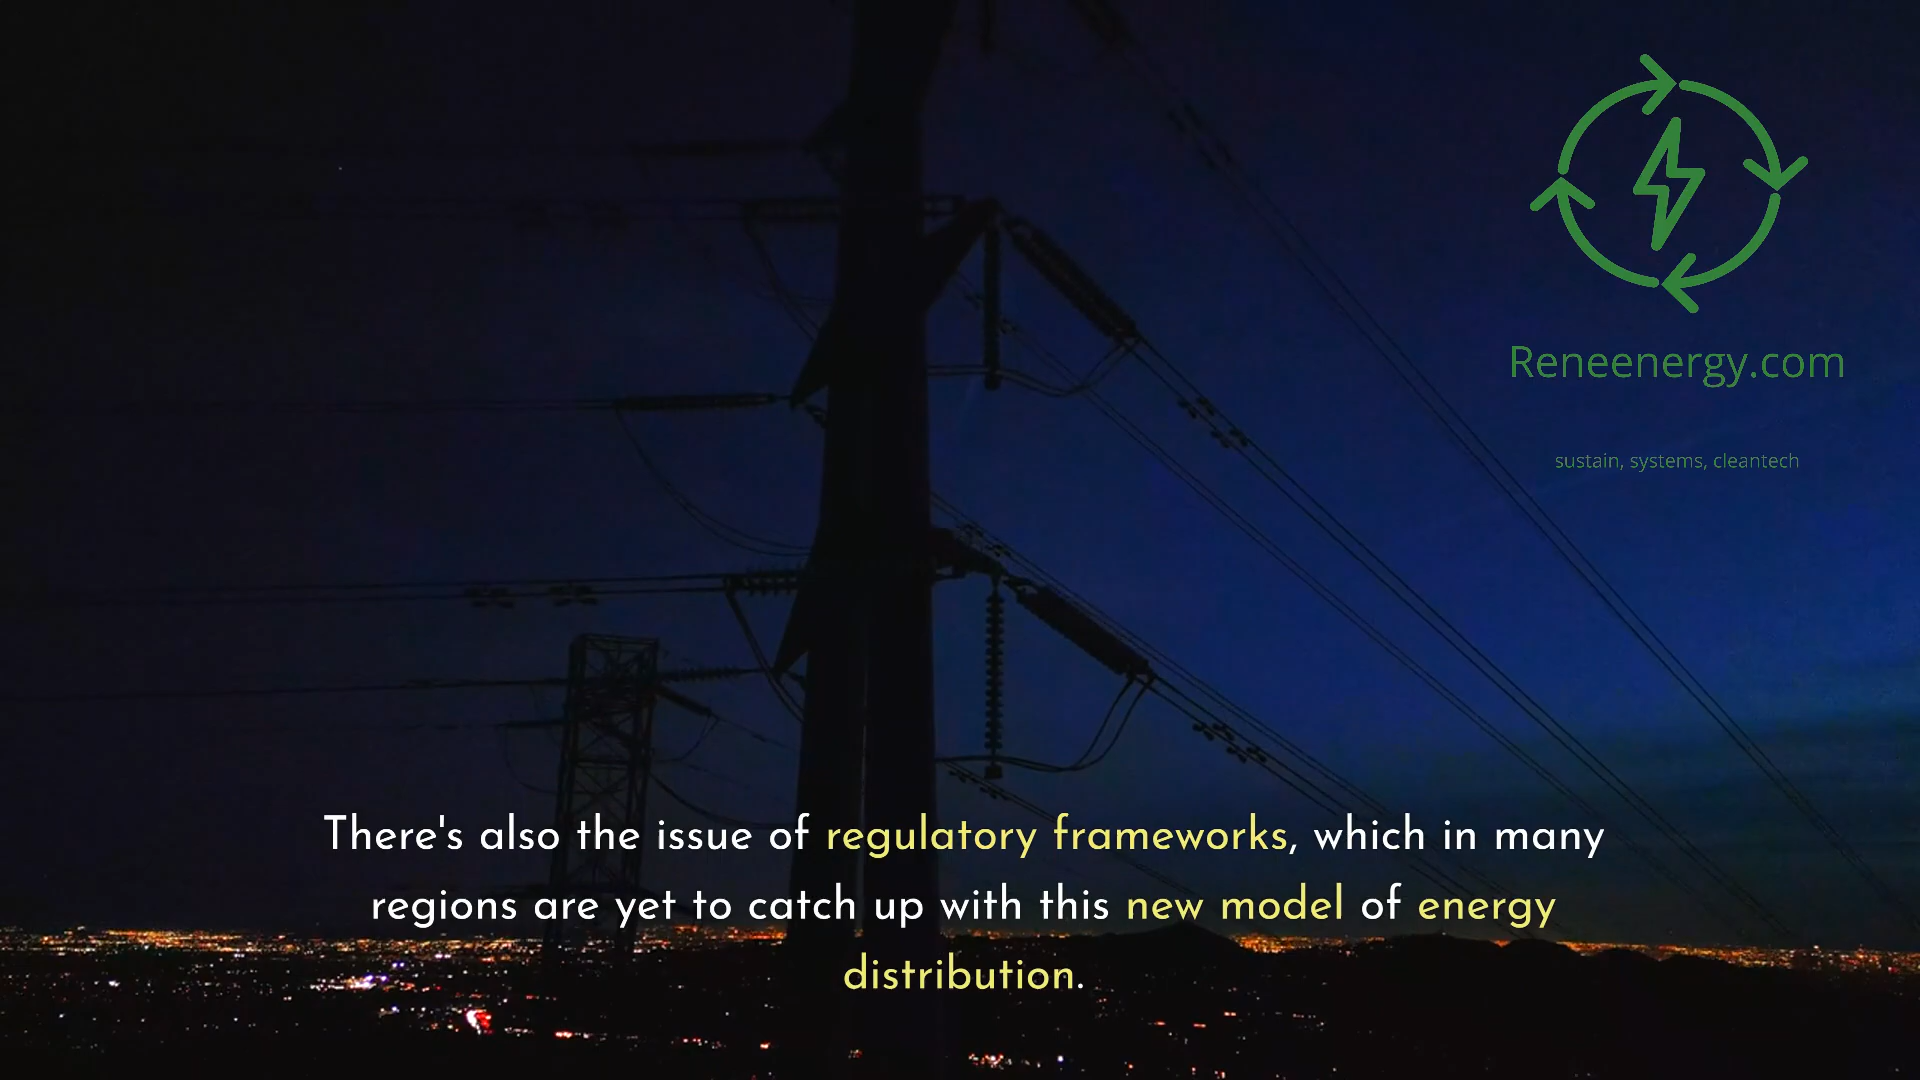 Reneenergy.com
sustain, systems, cleantech
There's also the issue of regulatory frameworks, which in many
regions are yet to catch up with this new model of energy
distribution.